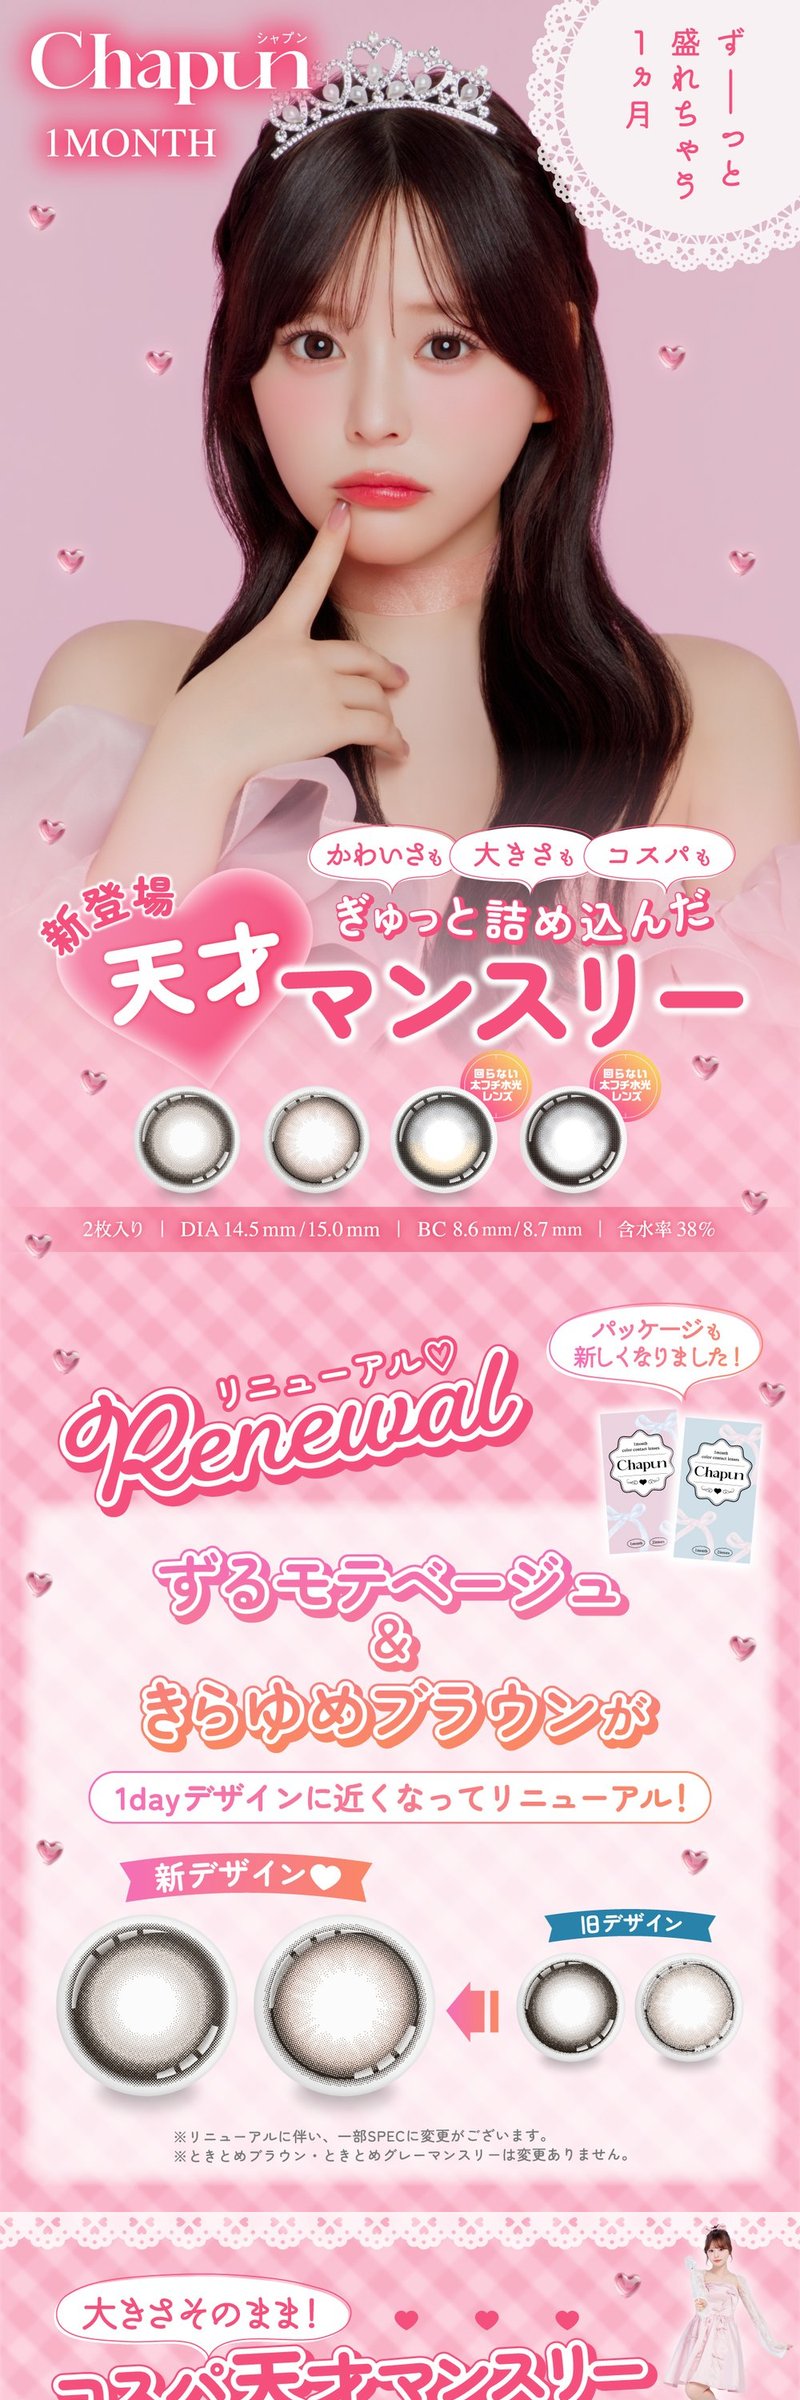 シャプン
Chapun
1MONTH
ずーっと
盛れちゃう
1ヵ月
かわいさも
大きさも
コスパも
ぎゅっと詰め込んだ
新登場
天才マンスリー
回らない
太フチ水光
レンズ
回らない
太フチ水光
レンズ
2枚入り | DIA 14.5mm/15.0mm | BC 8.6mm/8.7mm | 含水率 38%
パッケージも
新しくなりました!
リニューアル♡
Renewal
1month
color contact lenses
Chapun
1month
color contact lenses
Chapun
ずるモテベージュ
&
きらゆめブラウンが
1dayデザインに近くなってリニューアル!
新デザイン♥
旧デザイン
※リニューアルに伴い、一部SPECに変更がございます。
※ときとめブラウン・ときとめグレーマンスリーは変更ありません。
大きさそのまま!
コスパ天才マンスリー